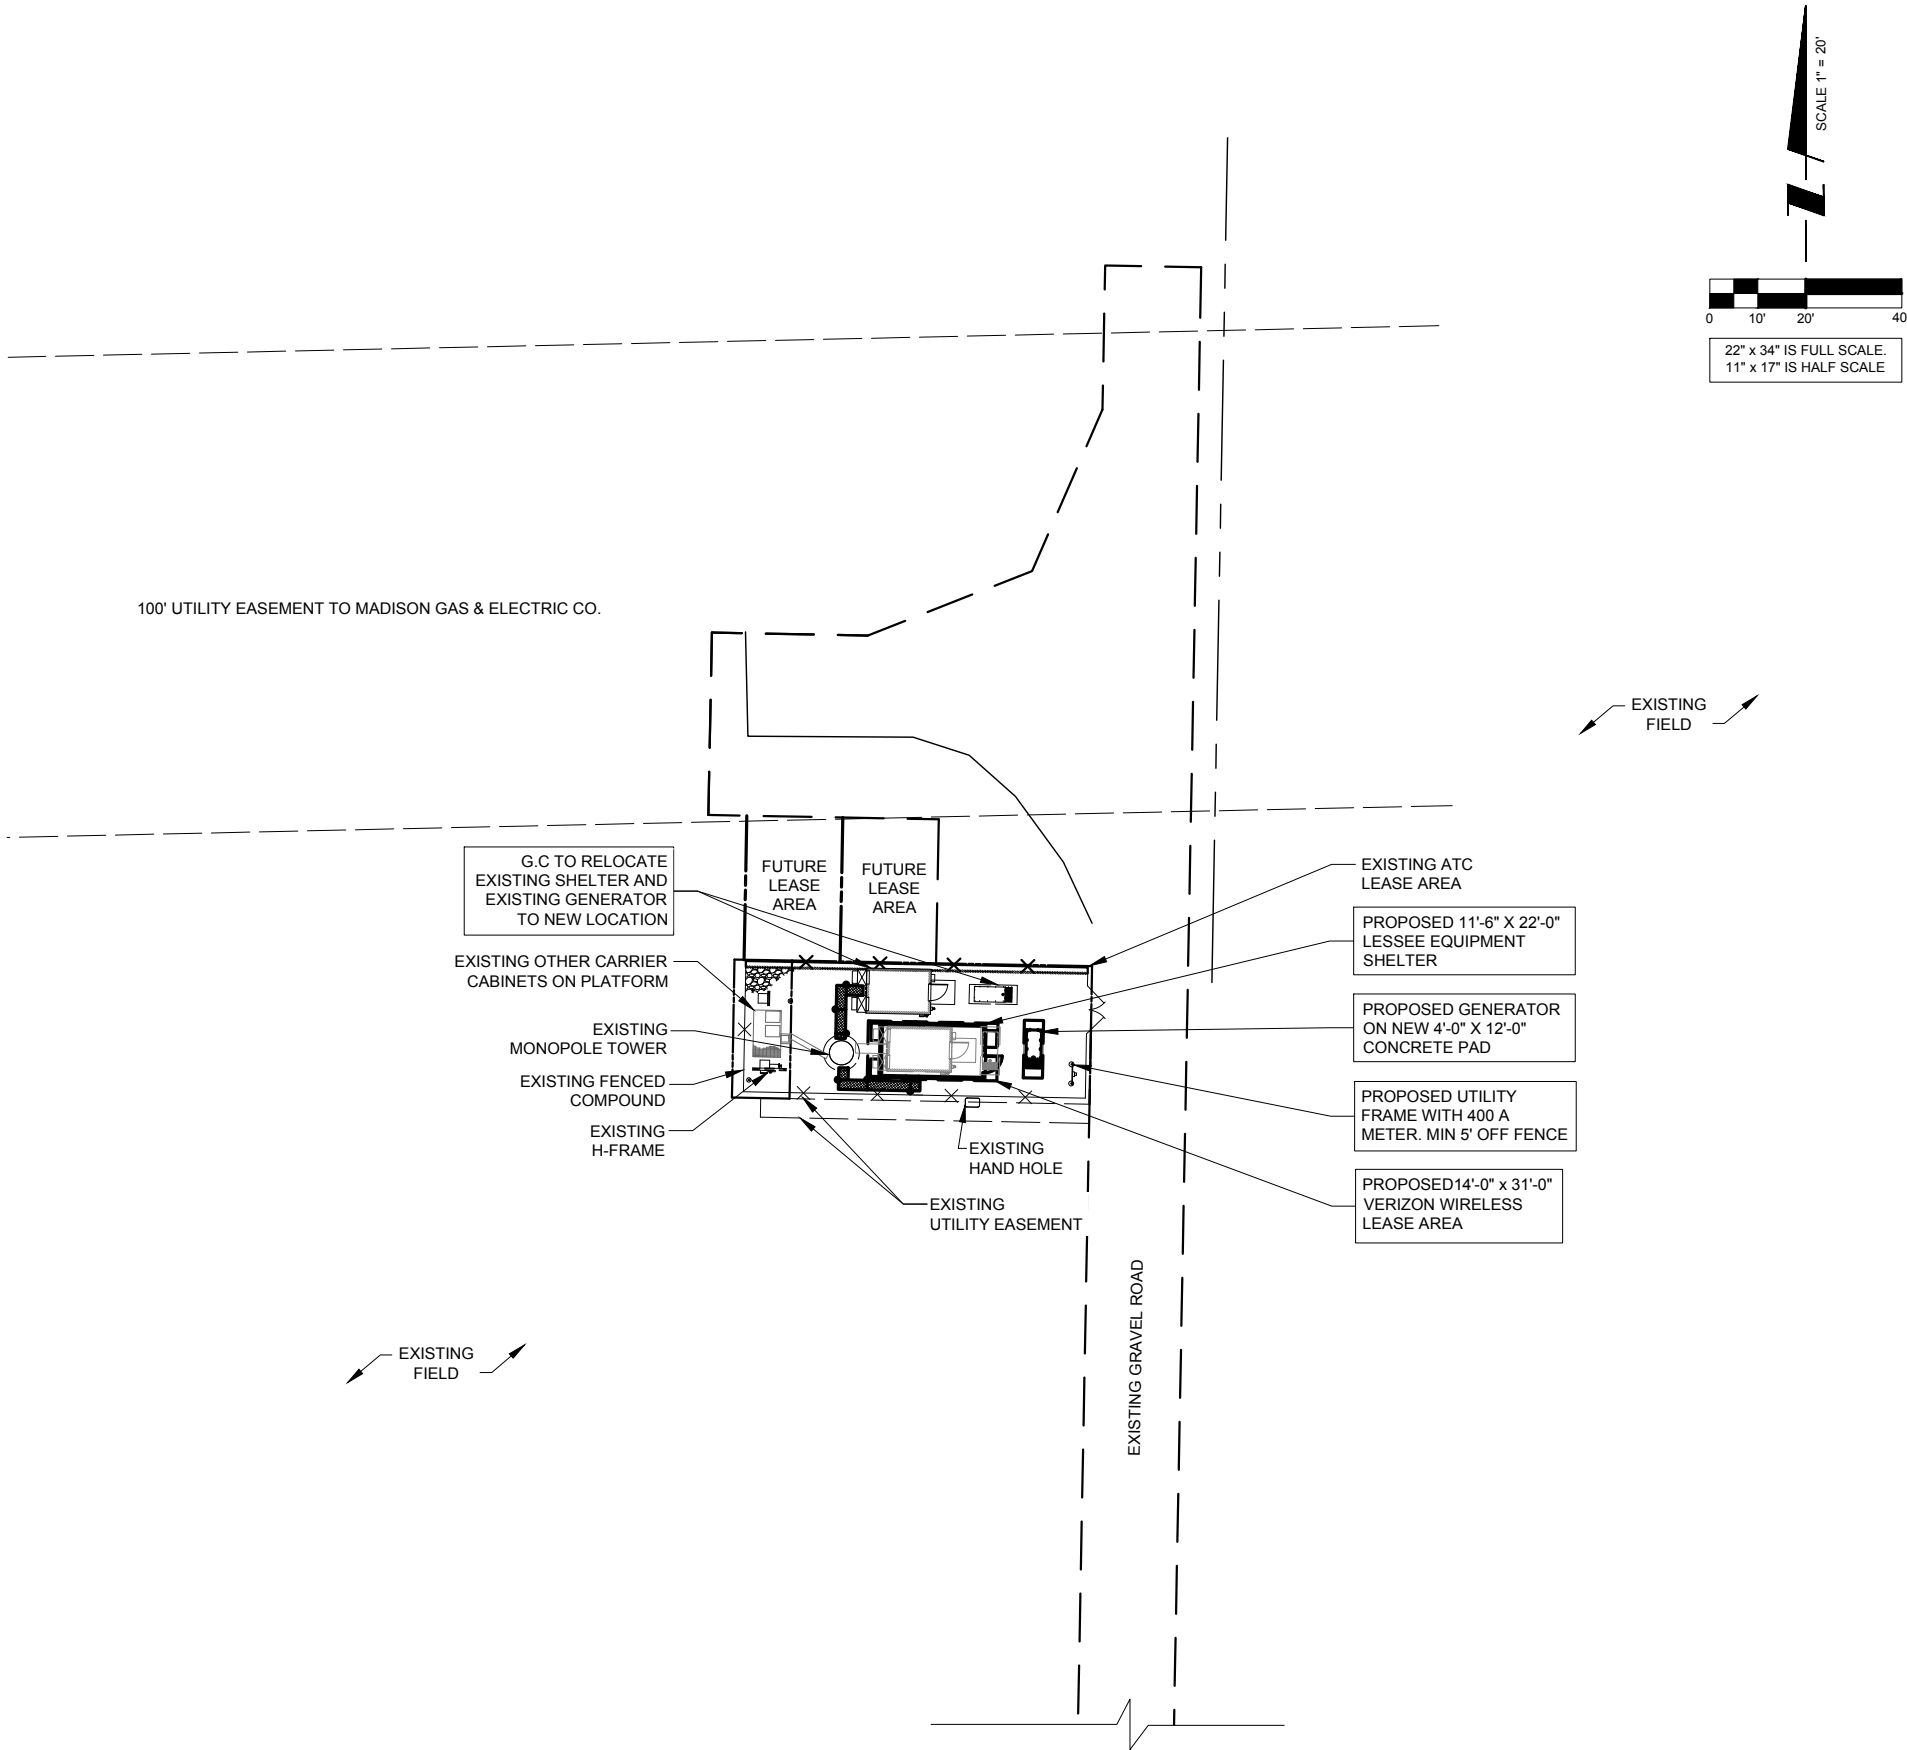 SCALE 1" = 20'
0 10' 20' 40
22" x 34" IS FULL SCALE.
11" x 17" IS HALF SCALE
100' UTILITY EASEMENT TO MADISON GAS & ELECTRIC CO.
EXISTING
FIELD
G.C TO RELOCATE
EXISTING SHELTER AND
EXISTING GENERATOR
TO NEW LOCATION
FUTURE
LEASE
AREA
FUTURE
LEASE
AREA
EXISTING ATC
LEASE AREA
PROPOSED 11'-6" X 22'-0"
LESSEE EQUIPMENT
SHELTER
EXISTING OTHER CARRIER
CABINETS ON PLATFORM
PROPOSED GENERATOR
ON NEW 4'-0" X 12'-0"
CONCRETE PAD
EXISTING
MONOPOLE TOWER
EXISTING FENCED
COMPOUND
PROPOSED UTILITY
FRAME WITH 400 A
METER. MIN 5' OFF FENCE
EXISTING
H-FRAME
EXISTING
HAND HOLE
PROPOSED14'-0" x 31'-0"
VERIZON WIRELESS
LEASE AREA
EXISTING
UTILITY EASEMENT
EXISTING GRAVEL ROAD
EXISTING
FIELD